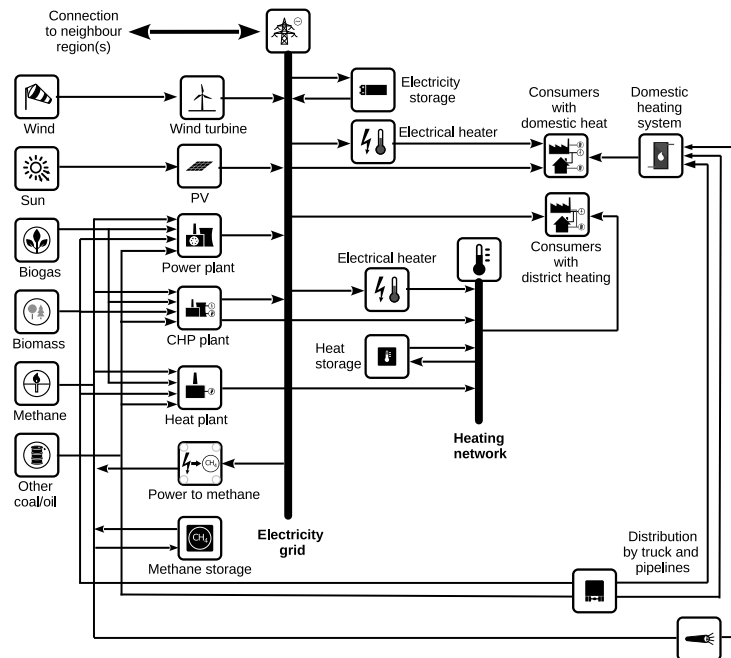 Connection
to neighbour
region(s)
Electricity
storage
Consumers
with
domestic heat
Domestic
heating
system
Wind
Wind turbine
Electrical heater
Sun
PV
Biogas
Power plant
Electrical heater
Consumers
with
district heating
Biomass
CHP plant
Heat
storage
Methane
Heat plant
Heating
network
Other
coal/oil
CH₄
Power to methane
CH₄
Methane storage
Electricity
grid
Distribution
by truck and
pipelines